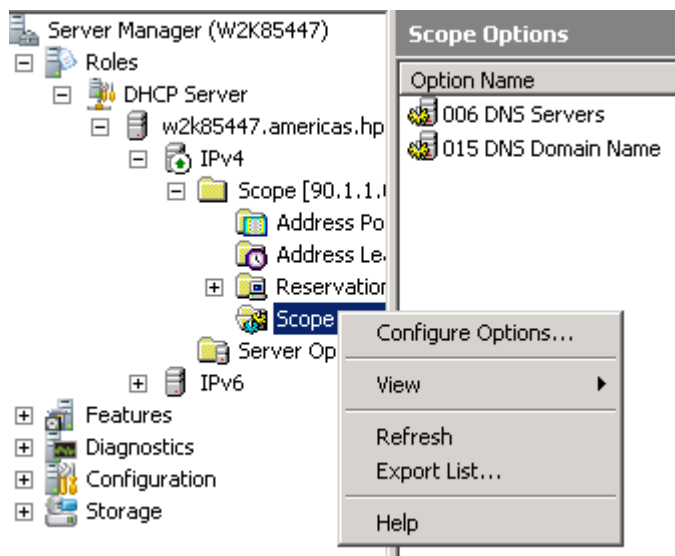 Server Manager (W2K85447)
Roles
DHCP Server
w2k85447.americas.hp
IPv4
Scope [90.1.1.
Address Po
Address Le
Reservation
Scope
Server Op
IPv6
Features
Diagnostics
Configuration
Storage
Scope Options
Option Name
006 DNS Servers
015 DNS Domain Name
Configure Options...
View
Refresh
Export List...
Help